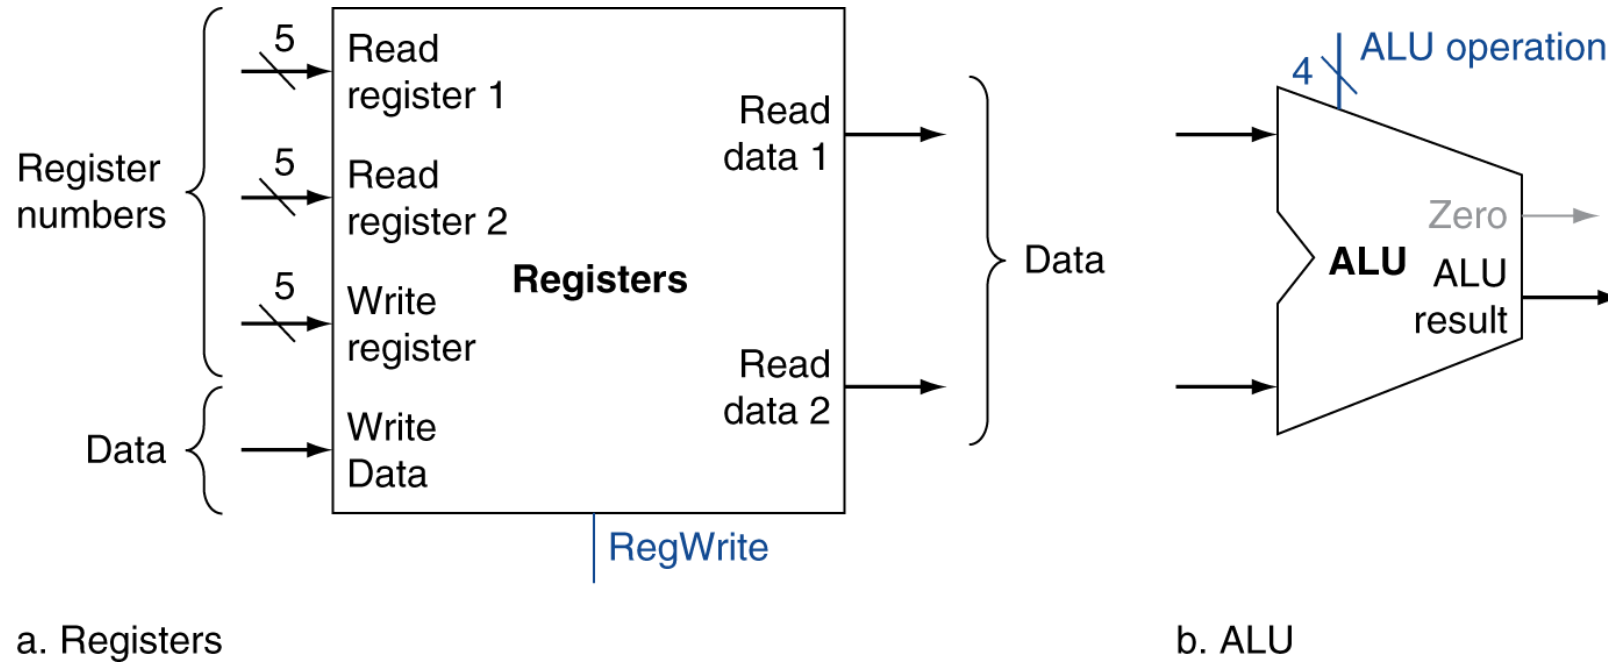 Register
numbers
Data
5
Read
register 1
5
Read
register 2
5
Write
register
Write
Data
Registers
Read
data 1
Read
data 2
RegWrite
Data
4
ALU operation
ALU
Zero
ALU
result
a. Registers
b. ALU